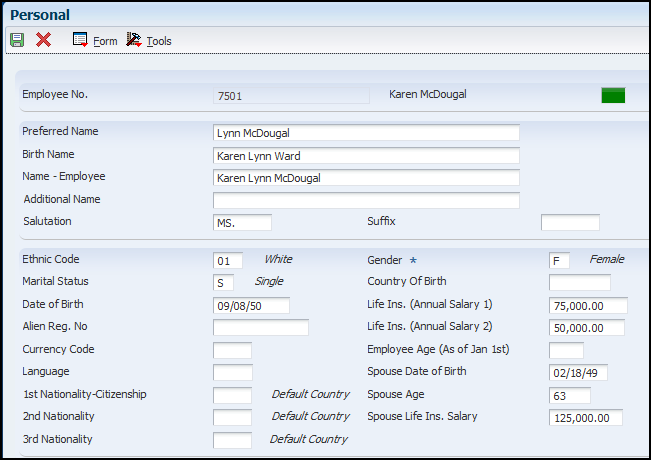 Personal
Form Tools
Employee No. 7501 Karen McDougal
Preferred Name Lynn McDougal
Birth Name Karen Lynn Ward
Name - Employee Karen Lynn McDougal
Additional Name
Salutation MS. Suffix
Ethnic Code 01 White Gender * F Female
Marital Status S Single Country Of Birth
Date of Birth 09/08/50 Life Ins. (Annual Salary 1) 75,000.00
Alien Reg. No Life Ins. (Annual Salary 2) 50,000.00
Currency Code Employee Age (As of Jan 1st)
Language Spouse Date of Birth 02/18/49
1st Nationality-Citizenship Default Country Spouse Age 63
2nd Nationality Default Country Spouse Life Ins. Salary 125,000.00
3rd Nationality Default Country